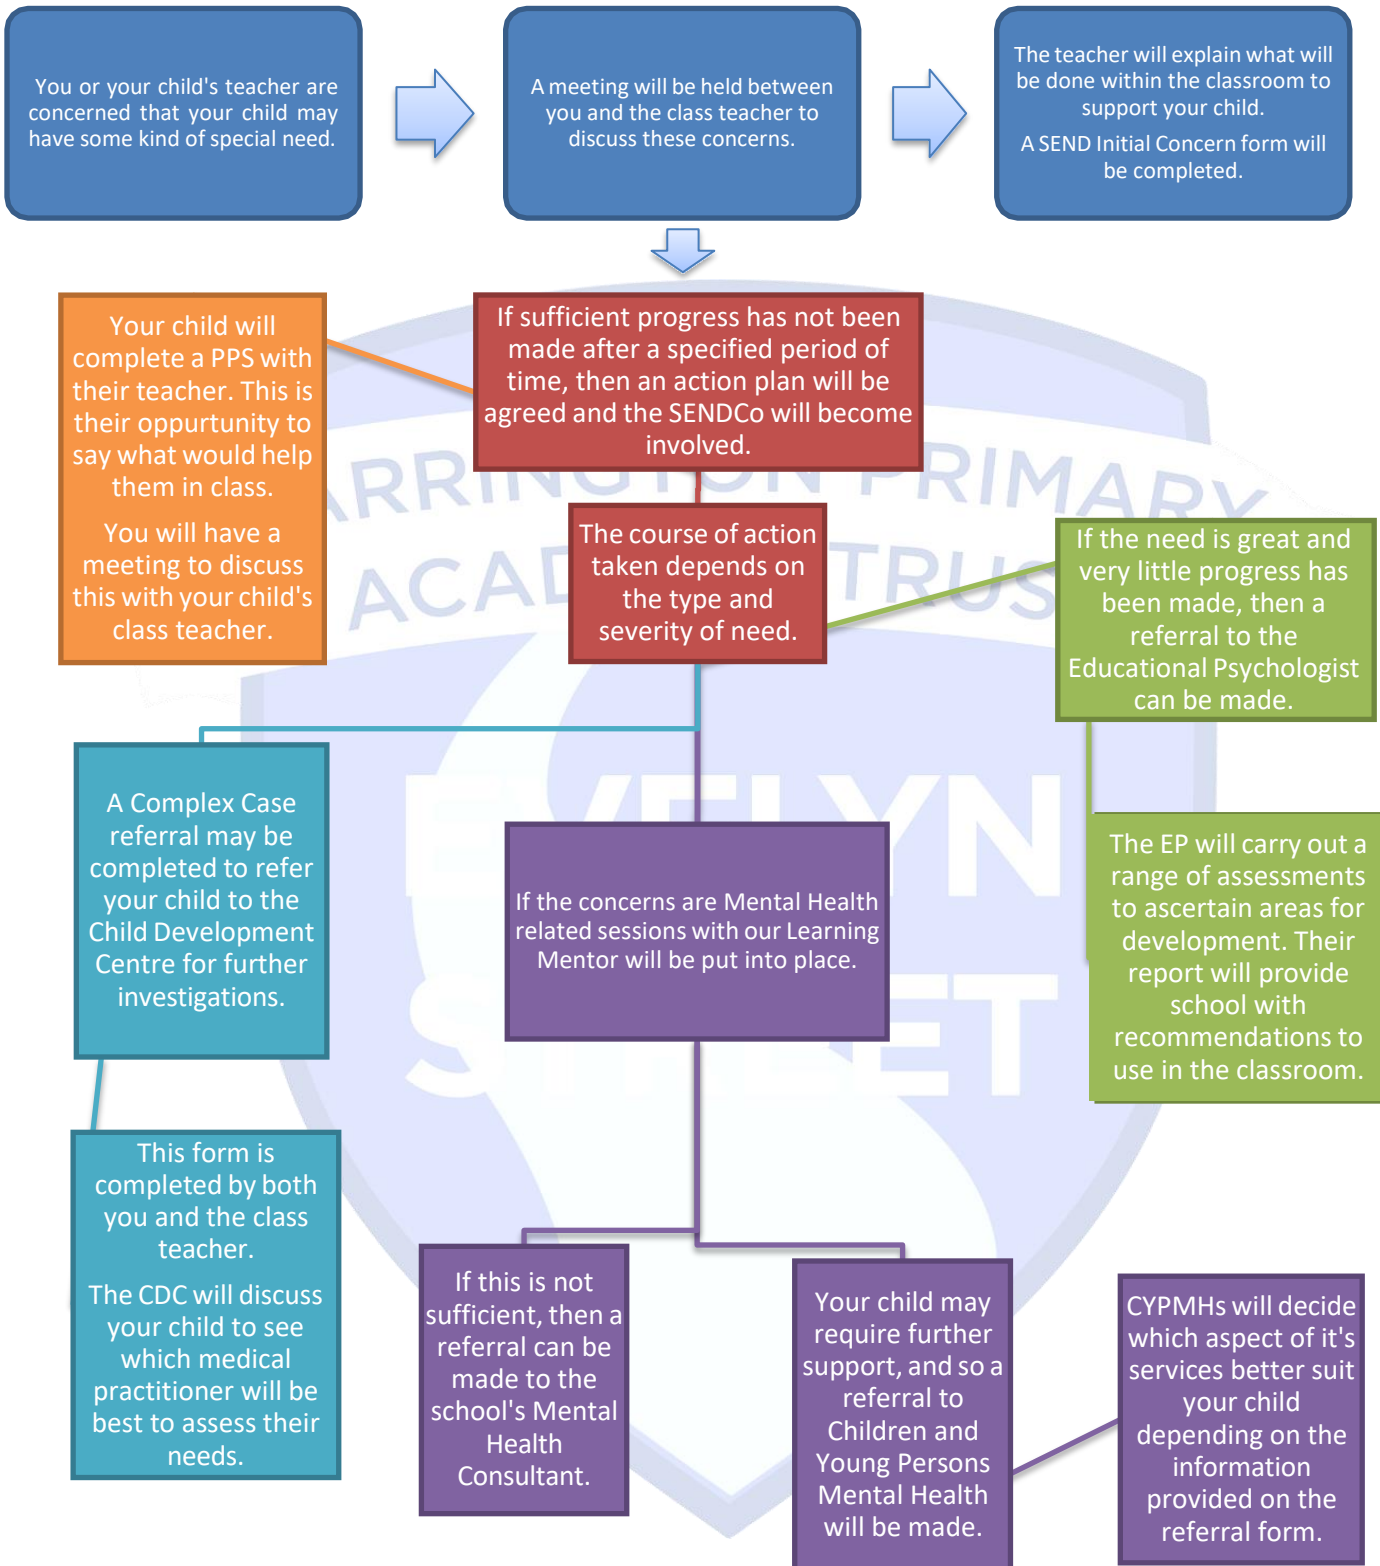 You or your child's teacher are
concerned that your child may
have some kind of special need.
A meeting will be held between
you and the class teacher to
discuss these concerns.
The teacher will explain what will
be done within the classroom to
support your child.
A SEND Initial Concern form will
be completed.
Your child will
complete a PPS with
their teacher. This is
their oppurtunity to
say what would help
them in class.
You will have a
meeting to discuss
this with your child's
class teacher.
If sufficient progress has not been
made after a specified period of
time, then an action plan will be
agreed and the SENDCo will become
involved.
The course of action
taken depends on
the type and
severity of need.
If the need is great and
very little progress has
been made, then a
referral to the
Educational Psychologist
can be made.
A Complex Case
referral may be
completed to refer
your child to the
Child Development
Centre for further
investigations.
If the concerns are Mental Health
related sessions with our Learning
Mentor will be put into place.
The EP will carry out a
range of assessments
to ascertain areas for
development. Their
report will provide
school with
recommendations to
use in the classroom.
This form is
completed by both
you and the class
teacher.
The CDC will discuss
your child to see
which medical
practitioner will be
best to assess their
needs.
If this is not
sufficient, then a
referral can be
made to the
school's Mental
Health
Consultant.
Your child may
require further
support, and so a
referral to
Children and
Young Persons
Mental Health
will be made.
CYPMHs will decide
which aspect of it's
services better suit
your child
depending on the
information
provided on the
referral form.
PRIMARY